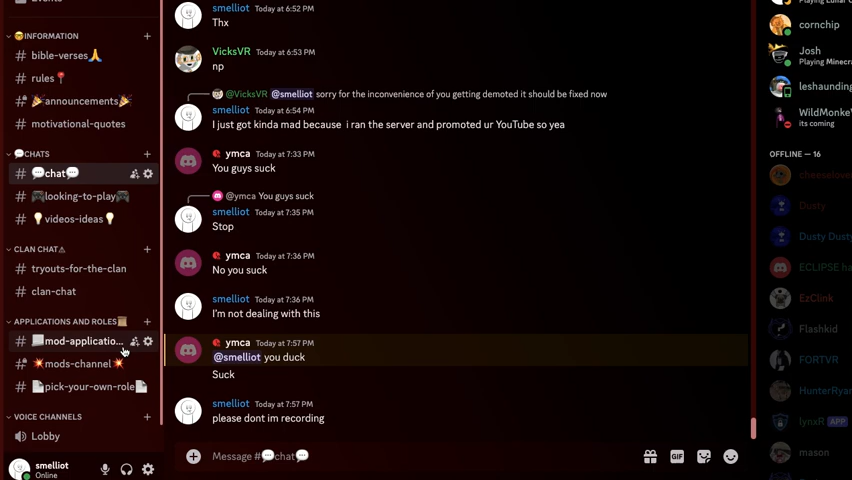 INFORMATION
bible-verses
rules
announcements
motivational-quotes
CHATS
chat
looking-to-play
videos-ideas
CLAN CHAT
tryouts-for-the-clan
clan-chat
APPLICATIONS AND ROLES
mod-applicatio...
mods-channel
pick-your-own-role
VOICE CHANNELS
Lobby
smelliot
Online
smelliot Today at 6:52 PM
Thx
VicksVR Today at 6:53 PM
np
@VicksVR @smelliot sorry for the inconvenience of you getting demoted it should be fixed now
smelliot Today at 6:54 PM
I just got kinda mad because i ran the server and promoted ur YouTube so yea
ymca Today at 7:33 PM
You guys suck
@ymca You guys suck
smelliot Today at 7:35 PM
Stop
ymca Today at 7:36 PM
No you suck
smelliot Today at 7:36 PM
I'm not dealing with this
ymca Today at 7:57 PM
@smelliot you duck
Suck
smelliot Today at 7:57 PM
please dont im recording
Message #chat
GIF
cornchip
Josh
Playing Minecra
leshaunding
WildMonke
its coming
OFFLINE — 16
cheeselove
Dusty
Dusty Dust
ECLIPSE ha
EzClink
Flashkid
FORTVR
HunterRya
lynxR APP
mason